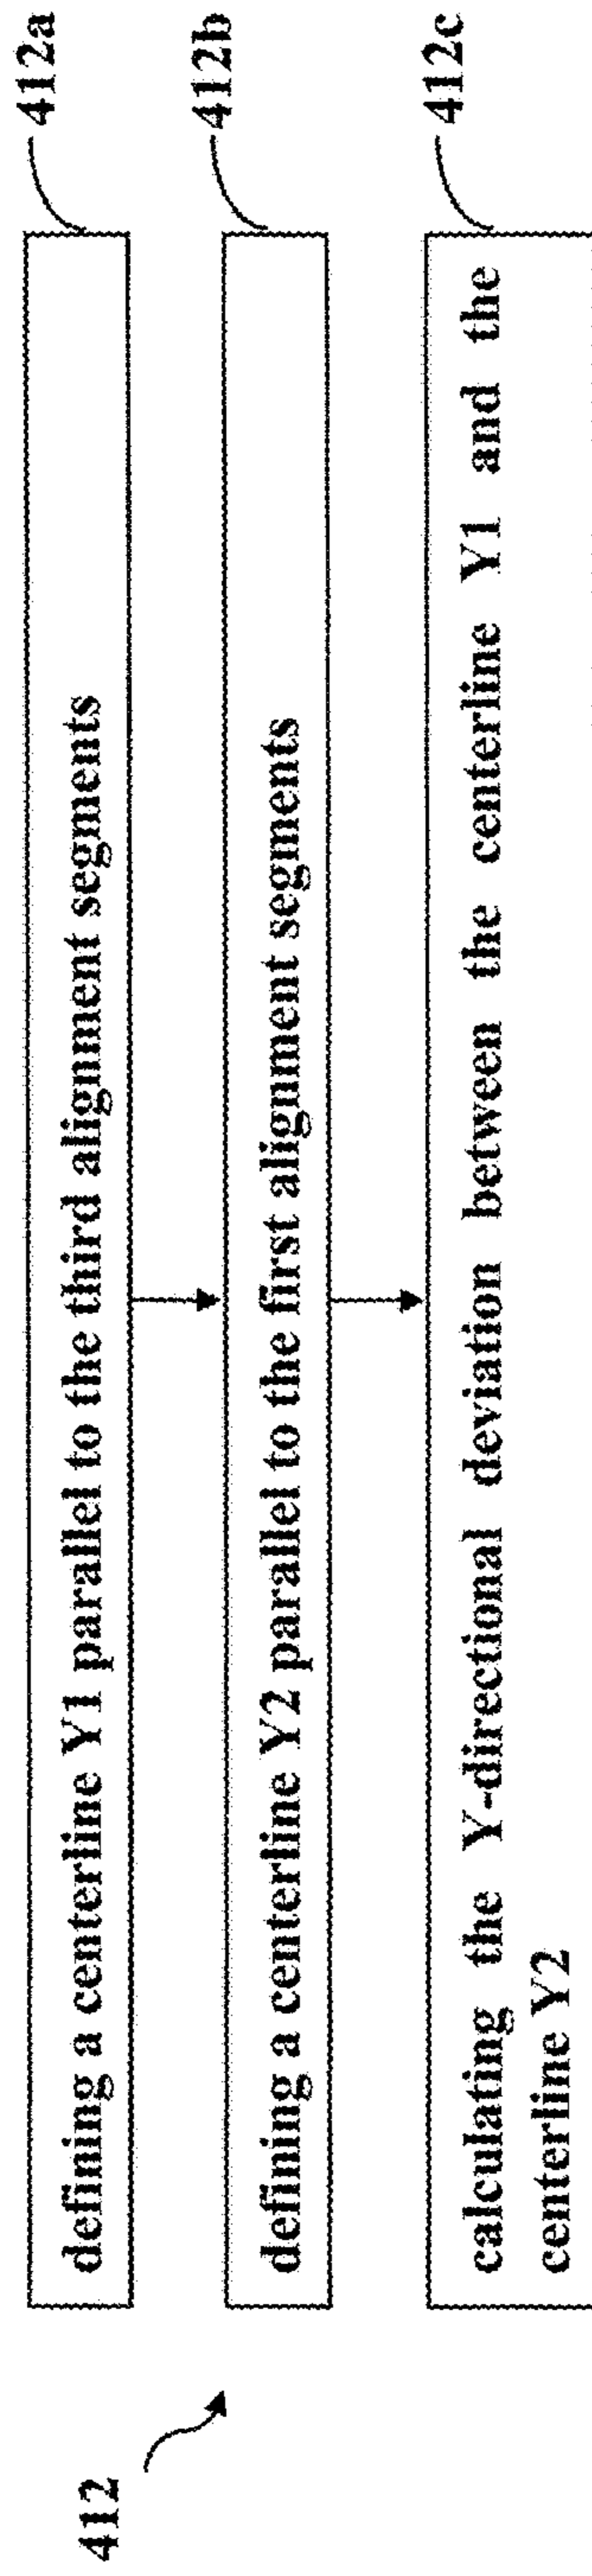 412
defining a centerline Y1 parallel to the third alignment segments
412a
defining a centerline Y2 parallel to the first alignment segments
412b
calculating the Y-directional deviation between the centerline Y1 and the
centerline Y2
412c